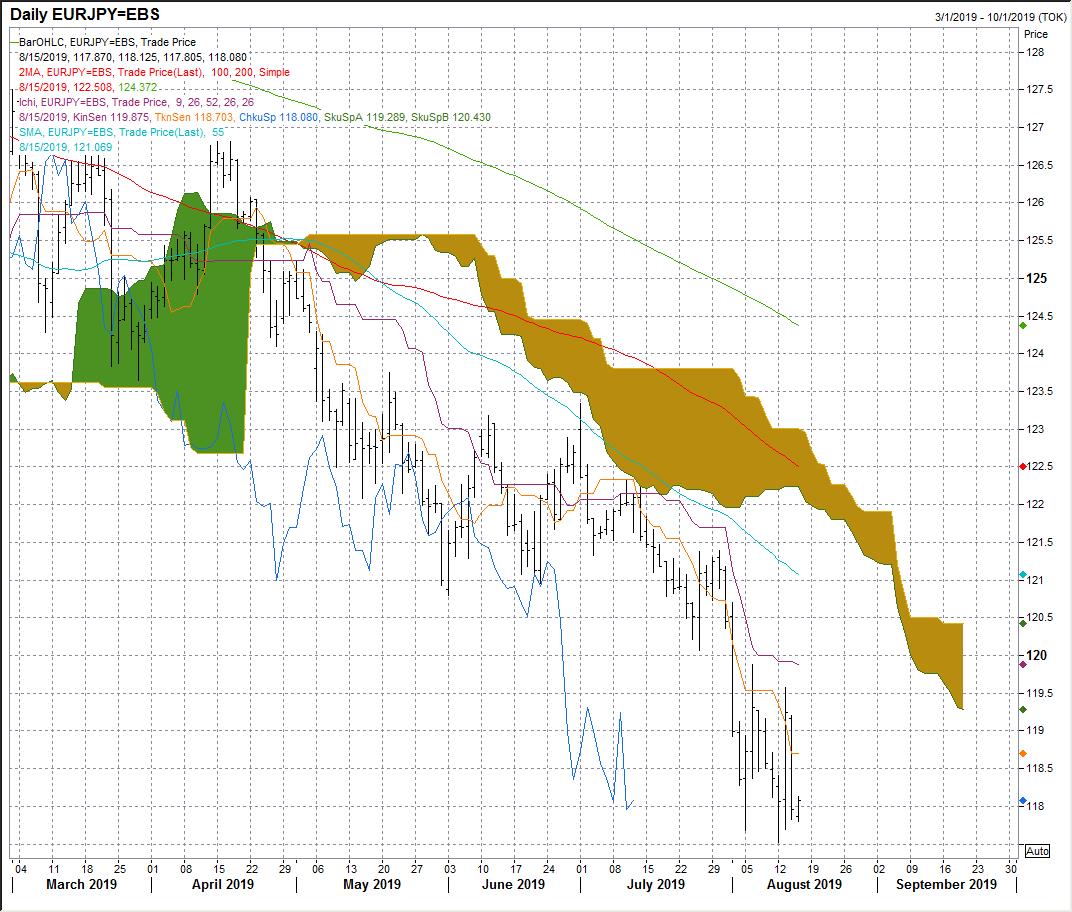 Daily EURJPY=EBS
3/1/2019 - 10/1/2019 (TOK)
Price
BarOHLC, EURJPY=EBS, Trade Price
8/15/2019, 117.870, 118.125, 117.805, 118.080
2MA, EURJPY=EBS, Trade Price(Last), 100, 200, Simple
8/15/2019, 122.508, 124.372
Ichi, EURJPY=EBS, Trade Price, 9, 26, 52, 26, 26
8/15/2019, KinSen 119.875, TknSen 118.703, ChkuSp 118.080, SkuSpA 119.289, SkuSpB 120.430
SMA, EURJPY=EBS, Trade Price(Last), 55
8/15/2019, 121.069
128
127.5
127
126.5
126
125.5
125
124.5
124
123.5
123
122.5
122
121.5
121
120.5
120
119.5
119
118.5
118
Auto
04 11 18 25 01 08 15 22 29 06 13 20 27 03 10 17 24 01 08 15 22 29 05 12 19 26 02 09 16 23 30
March 2019 April 2019 May 2019 June 2019 July 2019 August 2019 September 2019